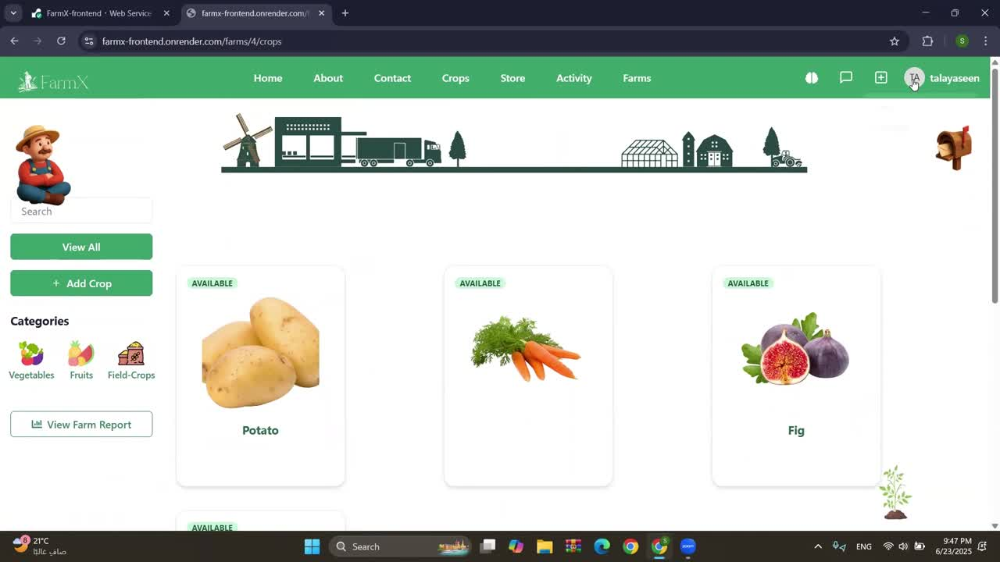 FarmX-frontend · Web Service
farmx-frontend.onrender.com/f
farmx-frontend.onrender.com/farms/4/crops
S
FarmX
Home
About
Contact
Crops
Store
Activity
Farms
talayaseen
Search
View All
+ Add Crop
Categories
Vegetables
Fruits
Field-Crops
View Farm Report
AVAILABLE
Potato
AVAILABLE
AVAILABLE
Fig
AVAILABLE
8
21°C
صافٍ غالبًا
Search
S
zoom
ENG
9:47 PM
6/23/2025